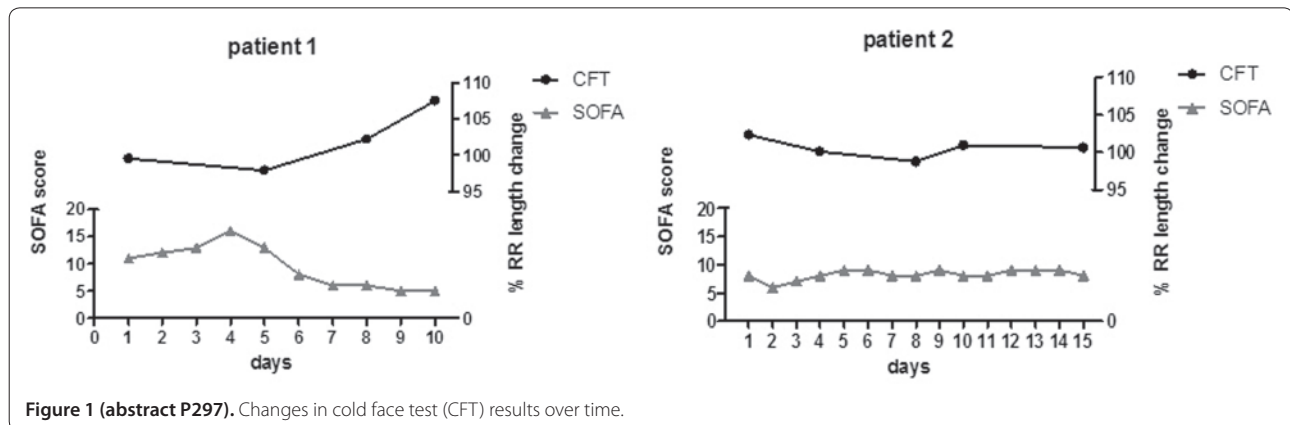 patient 1
CFT
SOFA
SOFA score
20
15
10
5
0
110
105
100
95
0
% RR length change
0 1 2 3 4 5 6 7 8 9 10
days
patient 2
CFT
SOFA
SOFA score
20
15
10
5
0
110
105
100
95
0
% RR length change
1 2 3 4 5 6 7 8 9 10 11 12 13 14 15
days
Figure 1 (abstract P297). Changes in cold face test (CFT) results over time.